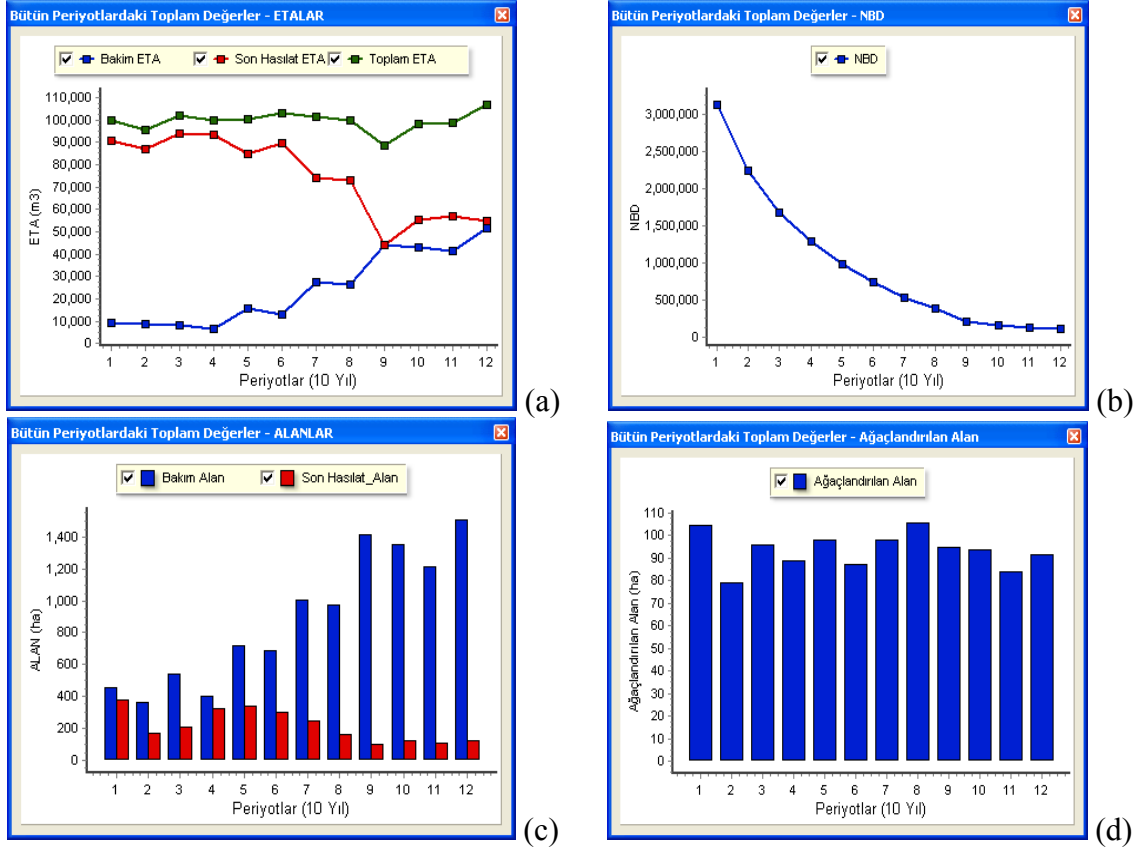 Bütün Periyotlardaki Toplam Değerler - ETALAR
Bakim ETA Son Hasılat ETA Toplam ETA
110,000
100,000
90,000
80,000
70,000
60,000
50,000
40,000
30,000
20,000
10,000
0
ETA (m3)
1 2 3 4 5 6 7 8 9 10 11 12
Periyotlar (10 Yıl)
(a)
Bütün Periyotlardaki Toplam Değerler - NBD
NBD
3,000,000
2,500,000
2,000,000
1,500,000
1,000,000
500,000
0
NBD
1 2 3 4 5 6 7 8 9 10 11 12
Periyotlar (10 Yıl)
(b)
Bütün Periyotlardaki Toplam Değerler - ALANLAR
Bakım Alan Son Hasılat_Alan
1,400
1,200
1,000
800
600
400
200
0
ALAN (ha)
1 2 3 4 5 6 7 8 9 10 11 12
Periyotlar (10 Yıl)
(c)
Bütün Periyotlardaki Toplam Değerler - Ağaçlandırılan Alan
Ağaçlandırılan Alan
110
100
90
80
70
60
50
40
30
20
10
0
Ağaçlandırılan Alan (ha)
1 2 3 4 5 6 7 8 9 10 11 12
Periyotlar (10 Yıl)
(d)